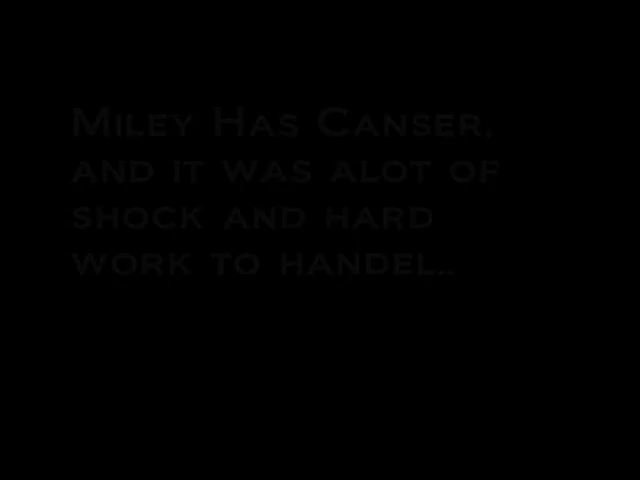 Miley Has Canser,
and it was alot of
shock and hard
work to handel..